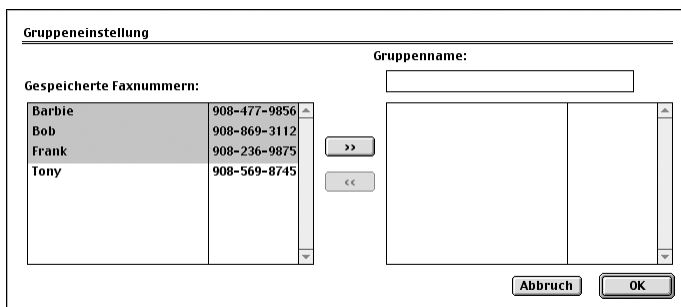 Gruppeneinstellung
Gruppenname:
Gespeicherte Faxnummern:
Barbie 908-477-9856
Bob 908-869-3112
Frank 908-236-9875
Tony 908-569-8745
>>
<<
Abbruch OK